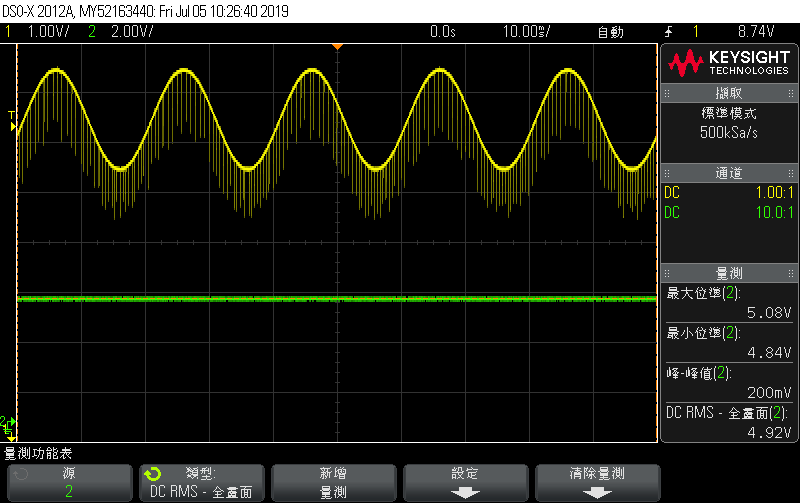 DSO-X 2012A, MY52163440: Fri Jul 05 10:26:40 2019
1 1.00V/ 2 2.00V/ 0.0s 10.00ms/ 自動 1 8.74V
KEYSIGHT
TECHNOLOGIES
擷取
標準模式
500kSa/s
通道
DC 1.00:1
DC 10.0:1
量測
最大位準(2):
5.08V
最小位準(2):
4.84V
峰-峰值(2):
200mV
DC RMS - 全畫面(2):
4.92V
T
2
量測功能表
源
2
類型:
DC RMS - 全畫面
新增
量測
設定
清除量測